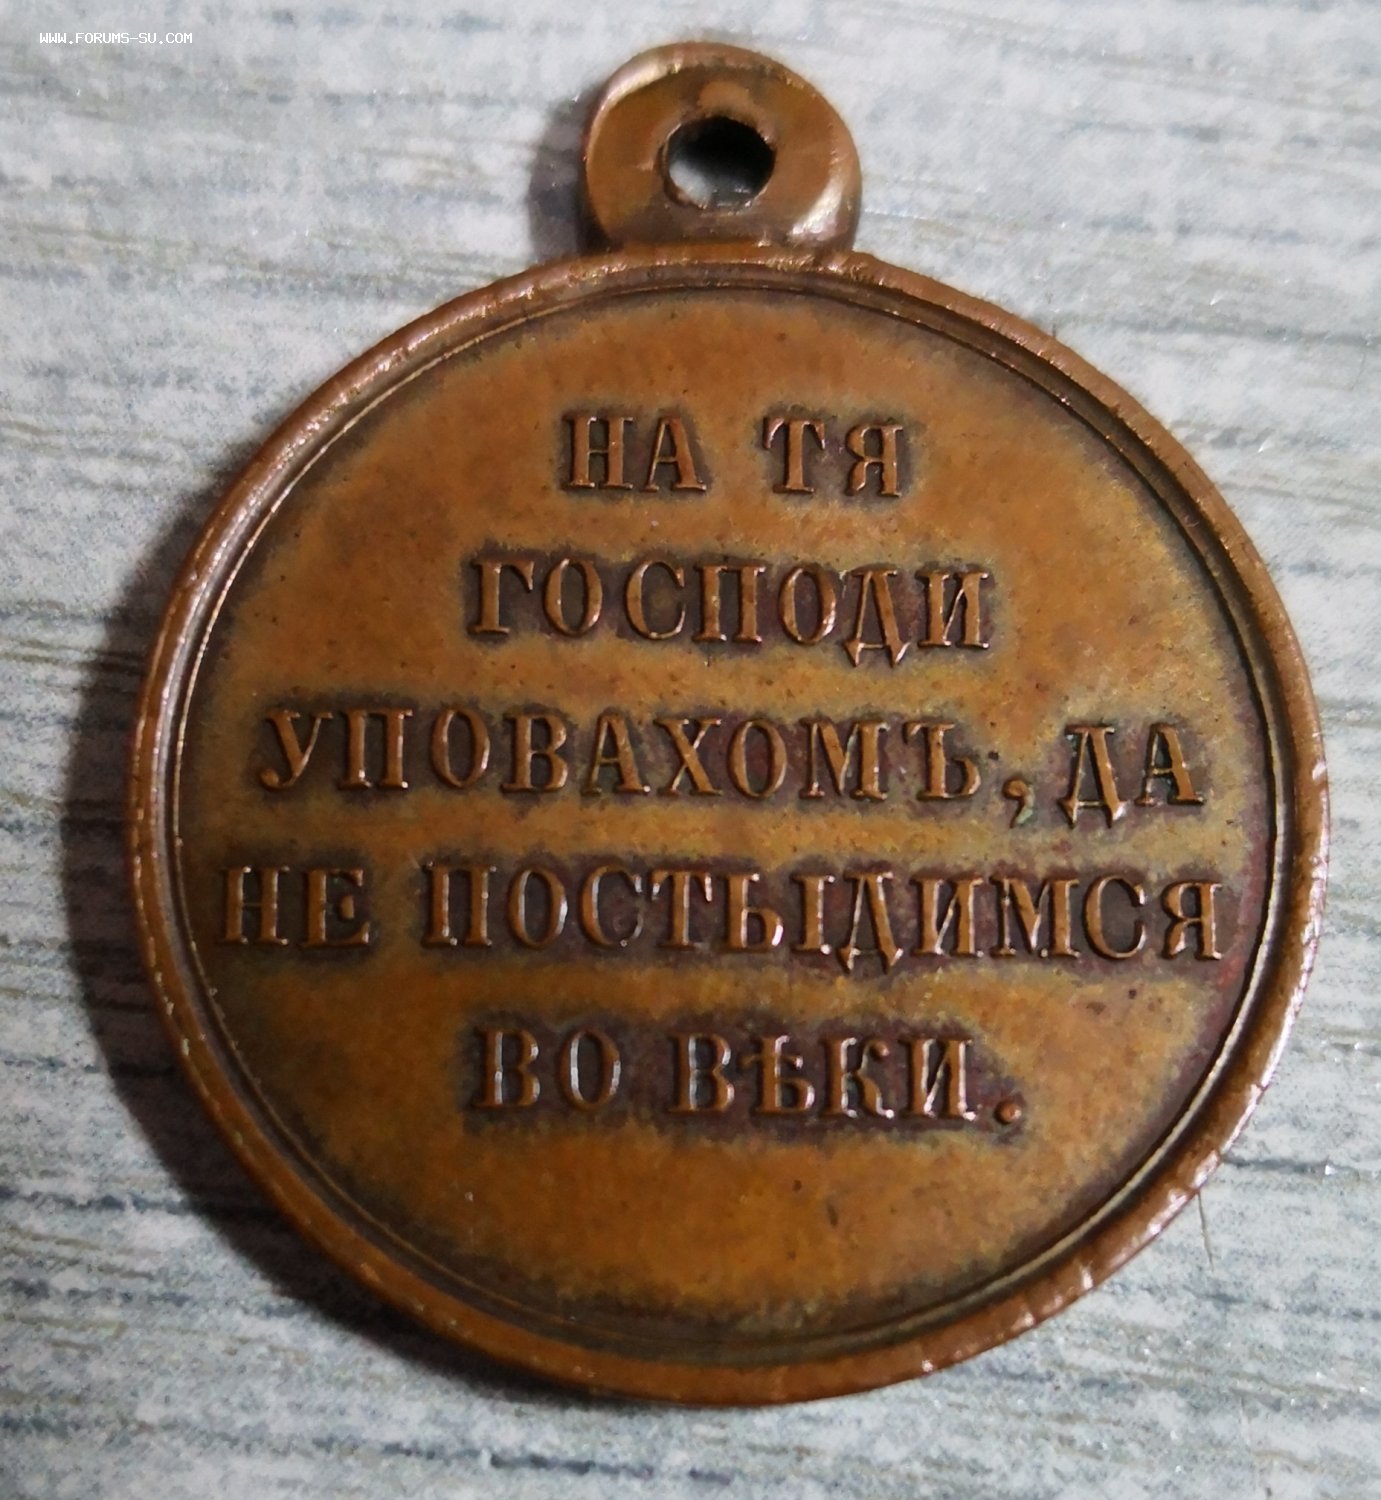 WWW.FORUMS-SU.COM
НА ТЯ
ГОСПОДИ
УПОВАХОМЪ, ДА
НЕ ПОСТЫДИМСЯ
ВО ВѢКИ.